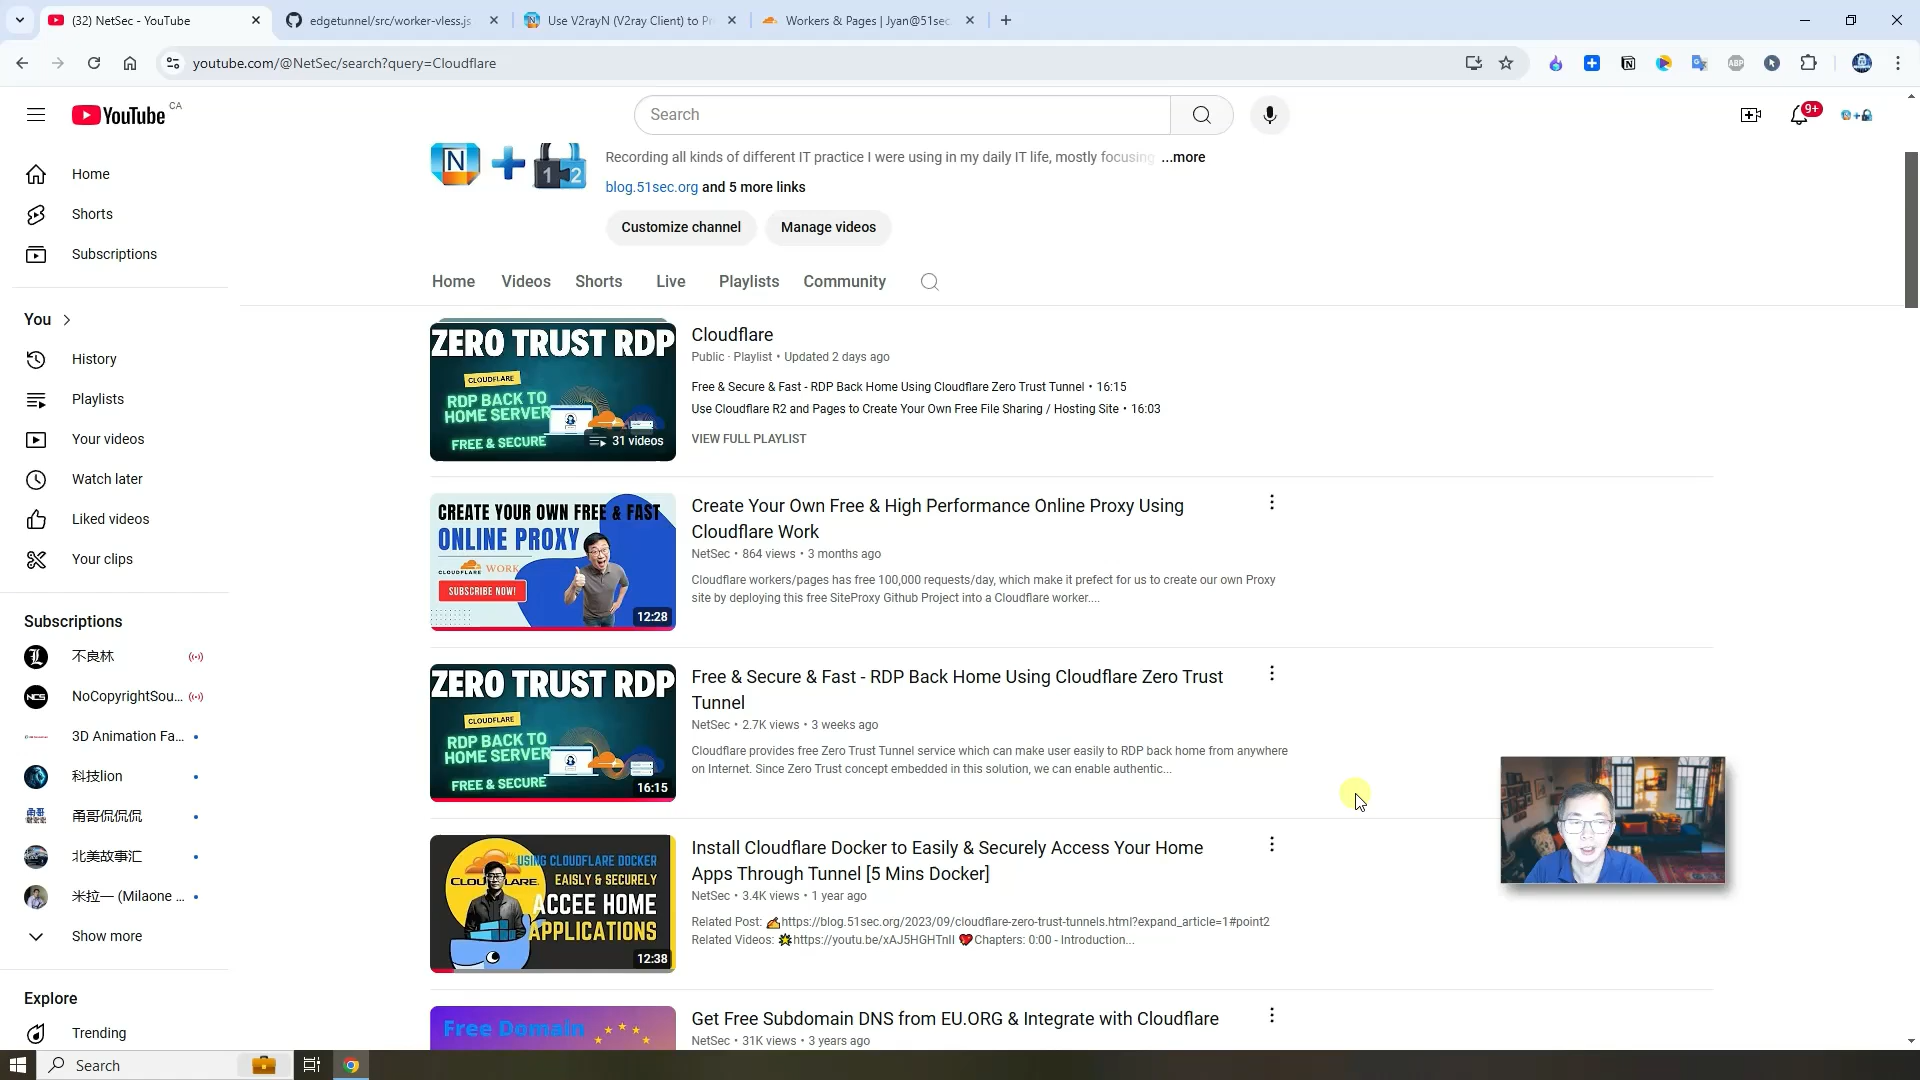 (32) NetSec - YouTube
edgetunnel/src/worker-vless.js
Use V2rayN (V2ray Client) to Pr
Workers & Pages | Jyan@51sec
youtube.com/@NetSec/search?query=Cloudflare
YouTube CA
Search
9+
Home
Shorts
Subscriptions
You
History
Playlists
Your videos
Watch later
Liked videos
Your clips
Subscriptions
不良林
NoCopyrightSou...
3D Animation Fa...
科技lion
甬哥侃侃侃
北美故事汇
米拉一 (Milaone ...
Show more
Explore
Trending
N
1 2
Recording all kinds of different IT practice I were using in my daily IT life, mostly focusing ...more
blog.51sec.org and 5 more links
Customize channel
Manage videos
Home Videos Shorts Live Playlists Community
ZERO TRUST RDP
CLOUDFLARE
RDP BACK TO
HOME SERVER
FREE & SECURE
31 videos
Cloudflare
Public · Playlist • Updated 2 days ago
Free & Secure & Fast - RDP Back Home Using Cloudflare Zero Trust Tunnel • 16:15
Use Cloudflare R2 and Pages to Create Your Own Free File Sharing / Hosting Site • 16:03
VIEW FULL PLAYLIST
CREATE YOUR OWN FREE & FAST
ONLINE PROXY
CLOUDFLARE WORK
SUBSCRIBE NOW!
12:28
Create Your Own Free & High Performance Online Proxy Using
Cloudflare Work
NetSec • 864 views • 3 months ago
Cloudflare workers/pages has free 100,000 requests/day, which make it prefect for us to create our own Proxy
site by deploying this free SiteProxy Github Project into a Cloudflare worker....
ZERO TRUST RDP
CLOUDFLARE
RDP BACK TO
HOME SERVER
FREE & SECURE
16:15
Free & Secure & Fast - RDP Back Home Using Cloudflare Zero Trust
Tunnel
NetSec • 2.7K views • 3 weeks ago
Cloudflare provides free Zero Trust Tunnel service which can make user easily to RDP back home from anywhere
on Internet. Since Zero Trust concept embedded in this solution, we can enable authentic...
USING CLOUDFLARE DOCKER
EAISLY & SECURELY
ACCEE HOME
APPLICATIONS
12:38
Install Cloudflare Docker to Easily & Securely Access Your Home
Apps Through Tunnel [5 Mins Docker]
NetSec • 3.4K views • 1 year ago
Related Post: ✍https://blog.51sec.org/2023/09/cloudflare-zero-trust-tunnels.html?expand_article=1#point2
Related Videos: 🌟https://youtu.be/xAJ5HGHTnII 💖Chapters: 0:00 - Introduction...
Free Domain
Get Free Subdomain DNS from EU.ORG & Integrate with Cloudflare
NetSec • 31K views • 3 years ago
Search